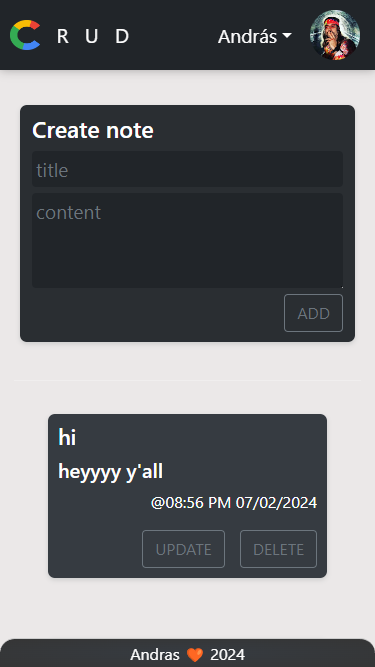 C R U D
András
Create note
title
content
ADD
hi
heyyyy y'all
@08:56 PM 07/02/2024
UPDATE
DELETE
Andras 🧡 2024